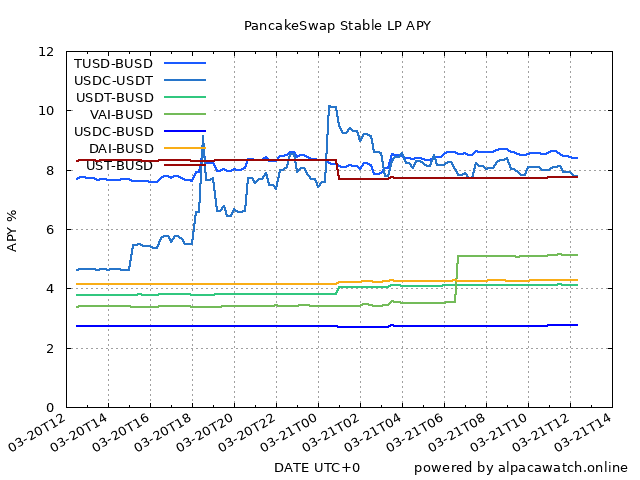 PancakeSwap Stable LP APY
12
10
8
6
4
2
0
APY %
TUSD-BUSD
USDC-USDT
USDT-BUSD
VAI-BUSD
USDC-BUSD
DAI-BUSD
UST-BUSD
03-20T12
03-20T14
03-20T16
03-20T18
03-20T20
03-20T22
03-21T00
03-21T02
03-21T04
03-21T06
03-21T08
03-21T10
03-21T12
03-21T14
DATE UTC+0
powered by alpacawatch.online